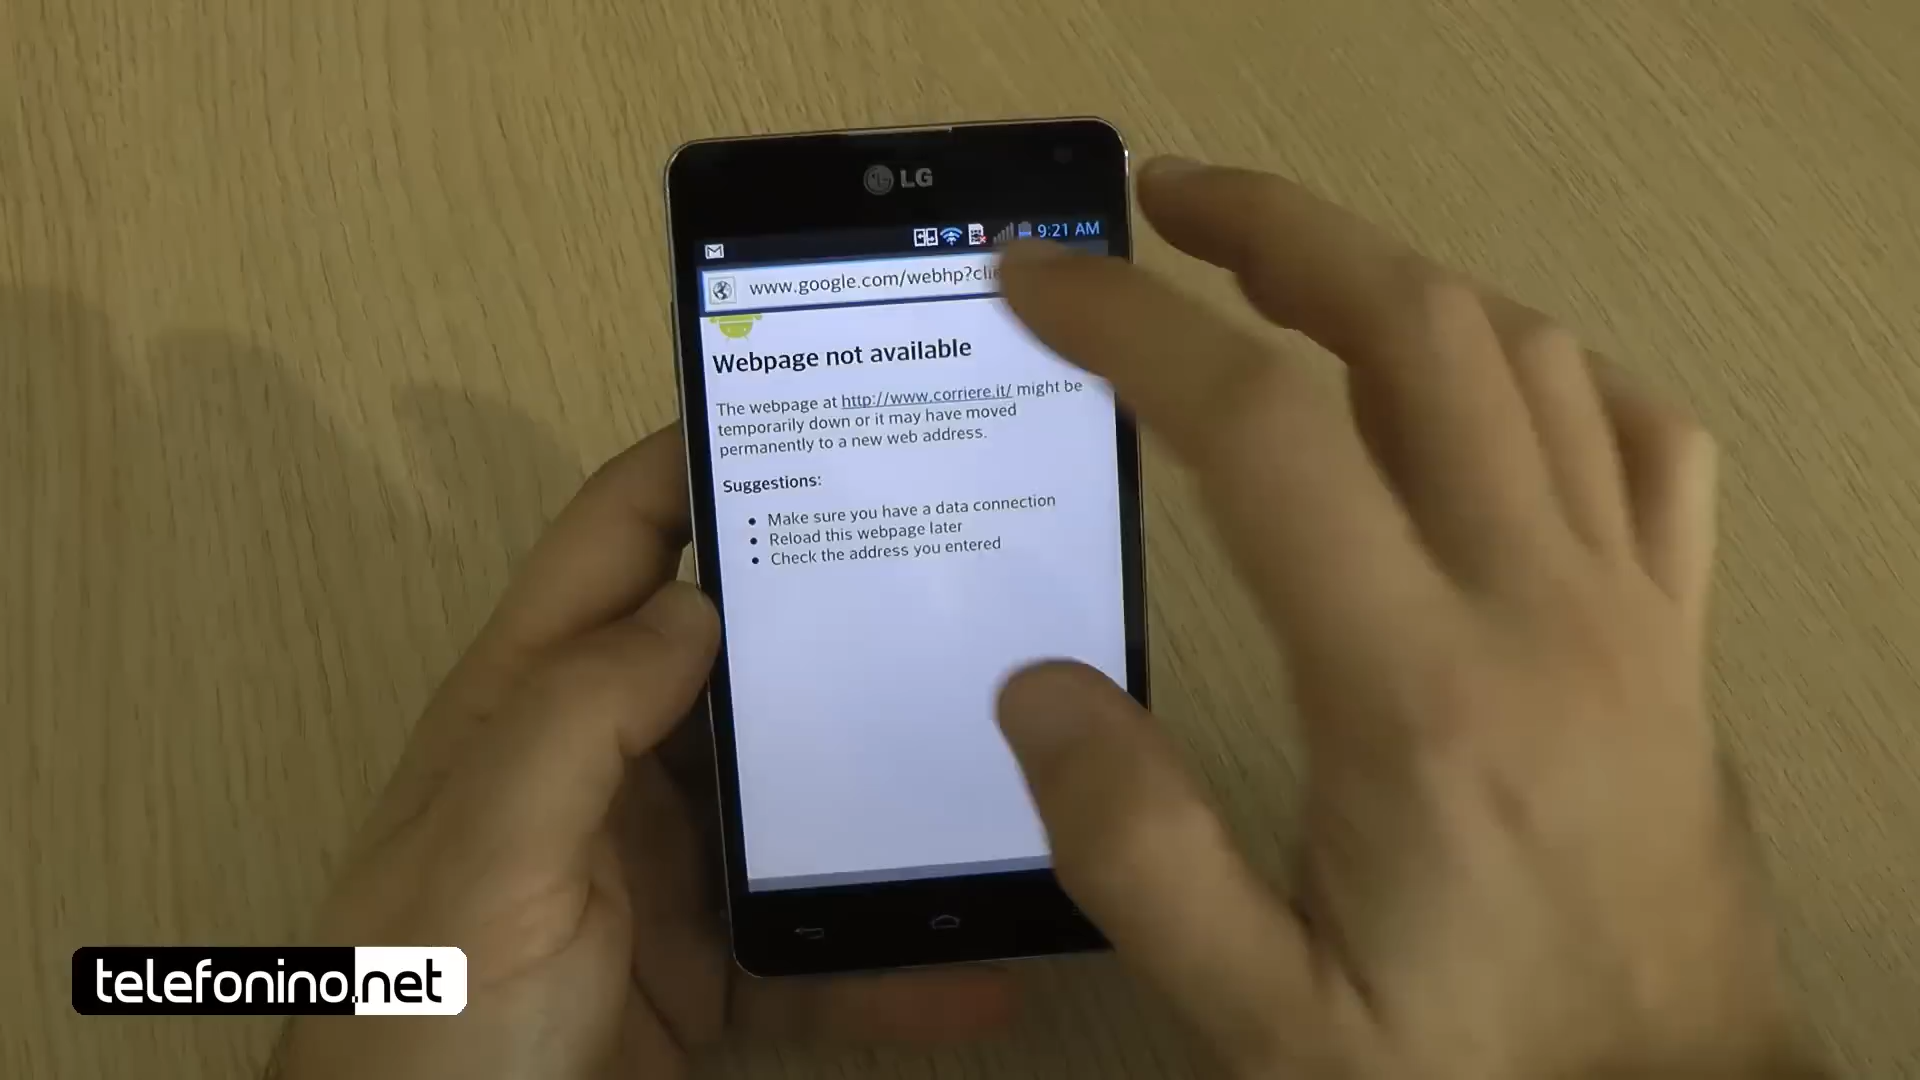 LG
9:21 AM
www.google.com/webhp?cli
Webpage not available
The webpage at http://www.corriere.it/ might be
temporarily down or it may have moved
permanently to a new web address.
Suggestions:
• Make sure you have a data connection
• Reload this webpage later
• Check the address you entered
telefonino.net